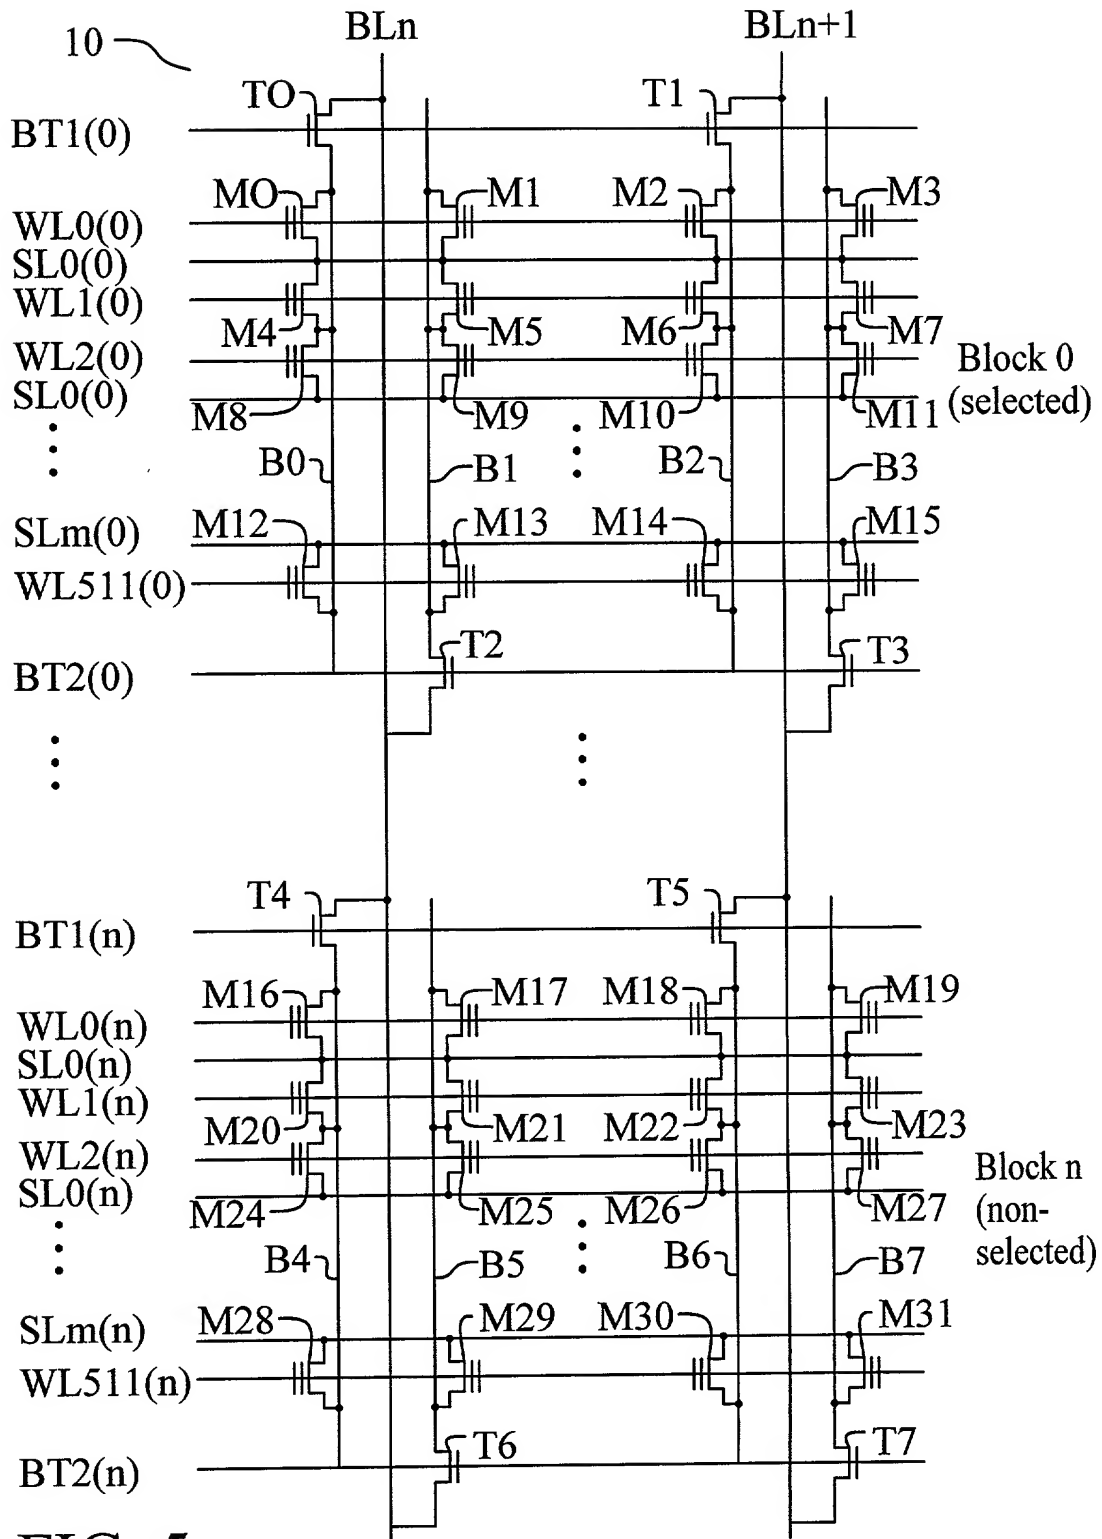 BLn BLn+1
10
TO T1
BT1(0)
MO M1 M2 M3
WL0(0)
SL0(0)
WL1(0)
M4 M5 M6 M7
WL2(0)
Block 0
SL0(0)
(selected)
M8 M9 M10 M11
B0 B1 B2 B3
M12 M13 M14 M15
SLm(0)
WL511(0)
T2 T3
BT2(0)
T4 T5
BT1(n)
M16 M17 M18 M19
WL0(n)
SL0(n)
WL1(n)
M20 M21 M22 M23
WL2(n)
Block n
SL0(n)
M24 M25 M26 M27
(non-
selected)
B4 B5 B6 B7
SLm(n)
M28 M29 M30 M31
WL511(n)
T6 T7
BT2(n)